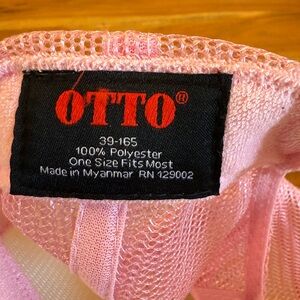 OTTO®
39-165
100% Polyester
One Size Fits Most
Made in Myanmar RN 129002